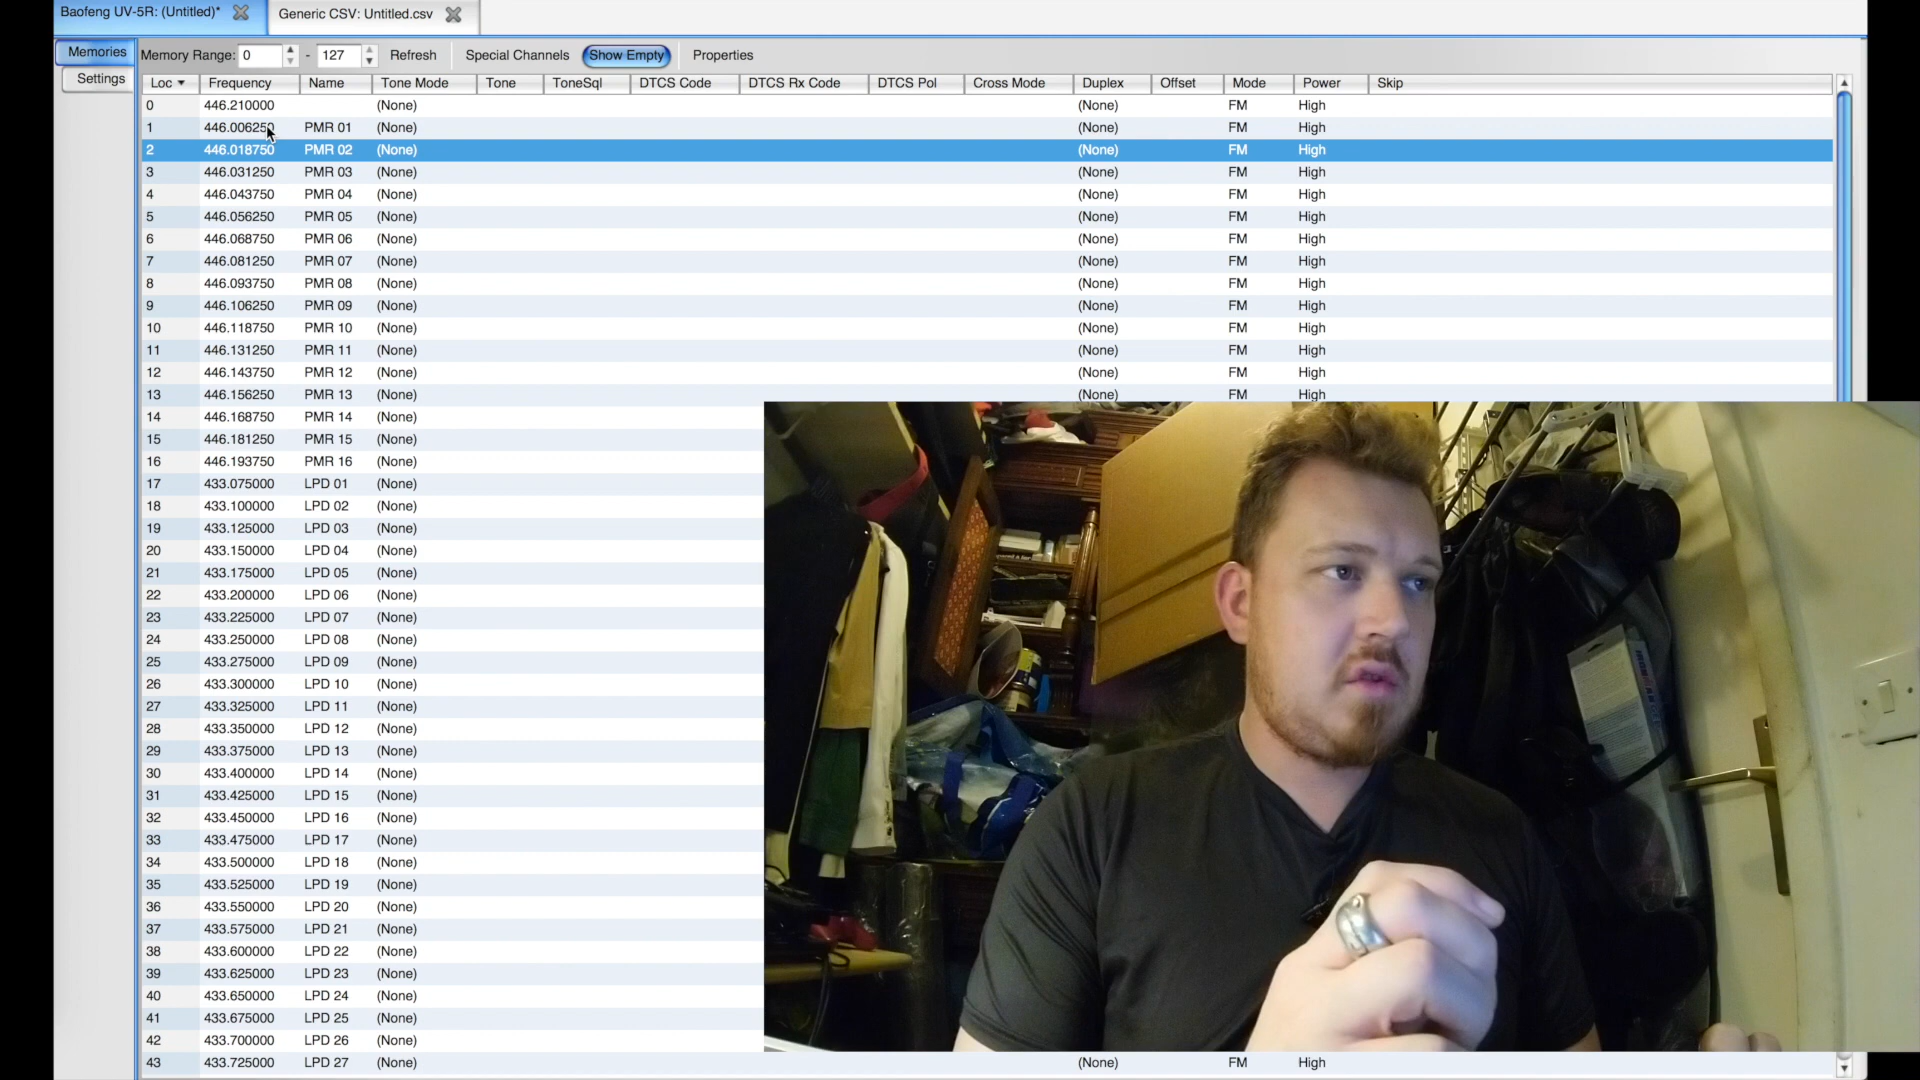 Baofeng UV-5R: (Untitled)* Generic CSV: Untitled.csv
Memories Memory Range: 0 - 127 Refresh Special Channels Show Empty Properties
Settings Loc Frequency Name Tone Mode Tone ToneSql DTCS Code DTCS Rx Code DTCS Pol Cross Mode Duplex Offset Mode Power Skip
0 446.210000 (None) (None) FM High
1 446.006250 PMR 01 (None) (None) FM High
2 446.018750 PMR 02 (None) (None) FM High
3 446.031250 PMR 03 (None) (None) FM High
4 446.043750 PMR 04 (None) (None) FM High
5 446.056250 PMR 05 (None) (None) FM High
6 446.068750 PMR 06 (None) (None) FM High
7 446.081250 PMR 07 (None) (None) FM High
8 446.093750 PMR 08 (None) (None) FM High
9 446.106250 PMR 09 (None) (None) FM High
10 446.118750 PMR 10 (None) (None) FM High
11 446.131250 PMR 11 (None) (None) FM High
12 446.143750 PMR 12 (None) (None) FM High
13 446.156250 PMR 13 (None) (None) FM High
14 446.168750 PMR 14 (None)
15 446.181250 PMR 15 (None)
16 446.193750 PMR 16 (None)
17 433.075000 LPD 01 (None)
18 433.100000 LPD 02 (None)
19 433.125000 LPD 03 (None)
20 433.150000 LPD 04 (None)
21 433.175000 LPD 05 (None)
22 433.200000 LPD 06 (None)
23 433.225000 LPD 07 (None)
24 433.250000 LPD 08 (None)
25 433.275000 LPD 09 (None)
26 433.300000 LPD 10 (None)
27 433.325000 LPD 11 (None)
28 433.350000 LPD 12 (None)
29 433.375000 LPD 13 (None)
30 433.400000 LPD 14 (None)
31 433.425000 LPD 15 (None)
32 433.450000 LPD 16 (None)
33 433.475000 LPD 17 (None)
34 433.500000 LPD 18 (None)
35 433.525000 LPD 19 (None)
36 433.550000 LPD 20 (None)
37 433.575000 LPD 21 (None)
38 433.600000 LPD 22 (None)
39 433.625000 LPD 23 (None)
40 433.650000 LPD 24 (None)
41 433.675000 LPD 25 (None)
42 433.700000 LPD 26 (None)
43 433.725000 LPD 27 (None) (None) FM High